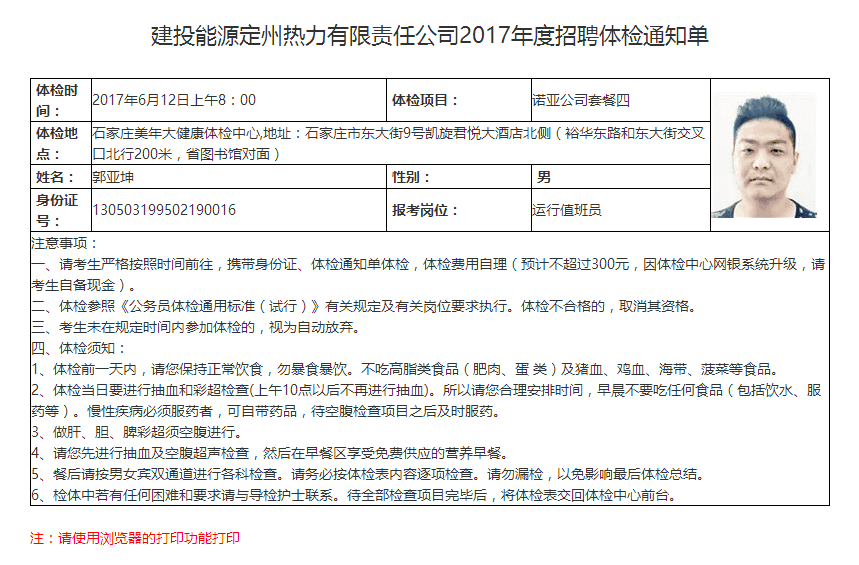 建投能源定州热力有限责任公司2017年度招聘体检通知单
体检时间： 2017年6月12日上午8：00 体检项目： 诺亚公司套餐四
体检地点： 石家庄美年大健康体检中心,地址：石家庄市东大街9号凯旋君悦大酒店北侧（裕华东路和东大街交叉
口北行200米，省图书馆对面）
姓名： 郭亚坤 性别： 男
身份证号： 130503199502190016 报考岗位： 运行值班员
注意事项：
一、请考生严格按照时间前往，携带身份证、体检通知单体检，体检费用自理（预计不超过300元，因体检中心网银系统升级，请
考生自备现金）。
二、体检参照《公务员体检通用标准（试行）》有关规定及有关岗位要求执行。体检不合格的，取消其资格。
三、考生未在规定时间内参加体检的，视为自动放弃。
四、体检须知：
1、体检前一天内，请您保持正常饮食，勿暴食暴饮。不吃高脂类食品（肥肉、蛋 类）及猪血、鸡血、海带、菠菜等食品。
2、体检当日要进行抽血和彩超检查(上午10点以后不再进行抽血)。所以请您合理安排时间，早晨不要吃任何食品（包括饮水、服
药等）。慢性疾病必须服药者，可自带药品，待空腹检查项目之后及时服药。
3、做肝、胆、脾彩超须空腹进行。
4、请您先进行抽血及空腹超声检查，然后在早餐区享受免费供应的营养早餐。
5、餐后请按男女宾双通道进行各科检查。请务必按体检表内容逐项检查。请勿漏检，以免影响最后体检总结。
6、检体中若有任何困难和要求请与导检护士联系。待全部检查项目完毕后，将体检表交回体检中心前台。
注：请使用浏览器的打印功能打印